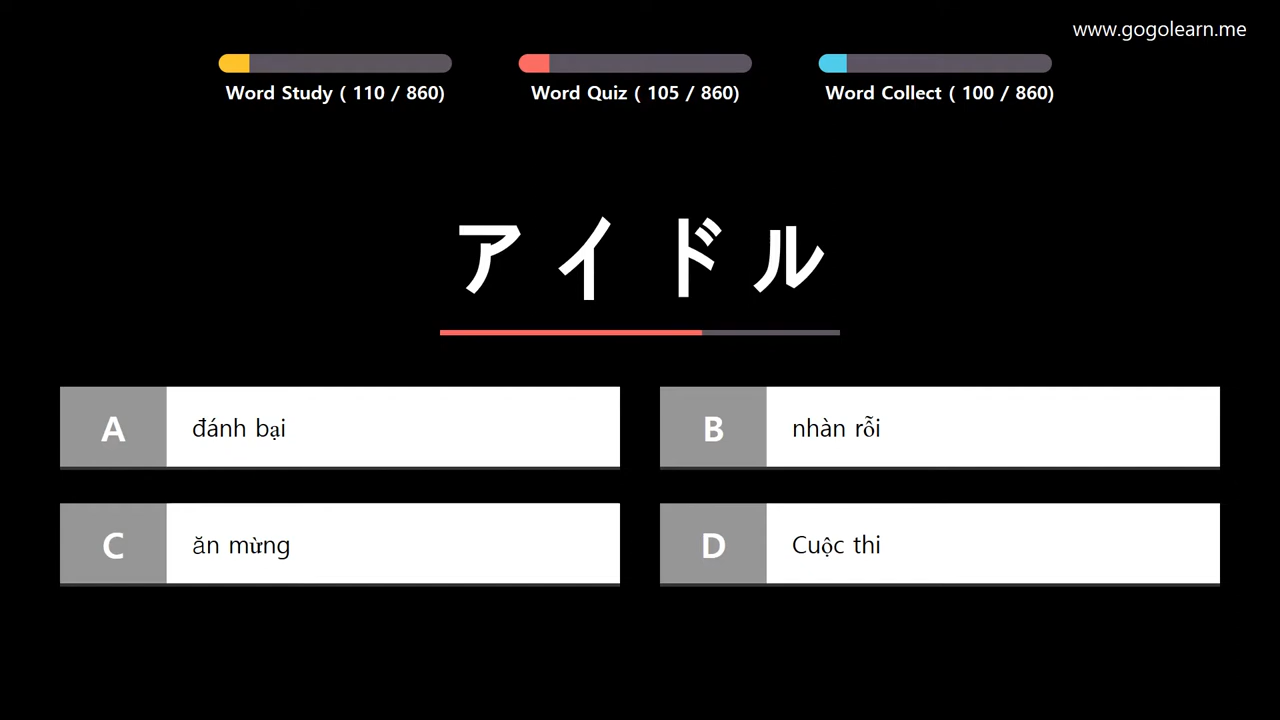 www.gogolearn.me
Word Study ( 110 / 860)
Word Quiz ( 105 / 860)
Word Collect ( 100 / 860)
アイドル
A đánh bại
B nhàn rỗi
C ăn mừng
D Cuộc thi